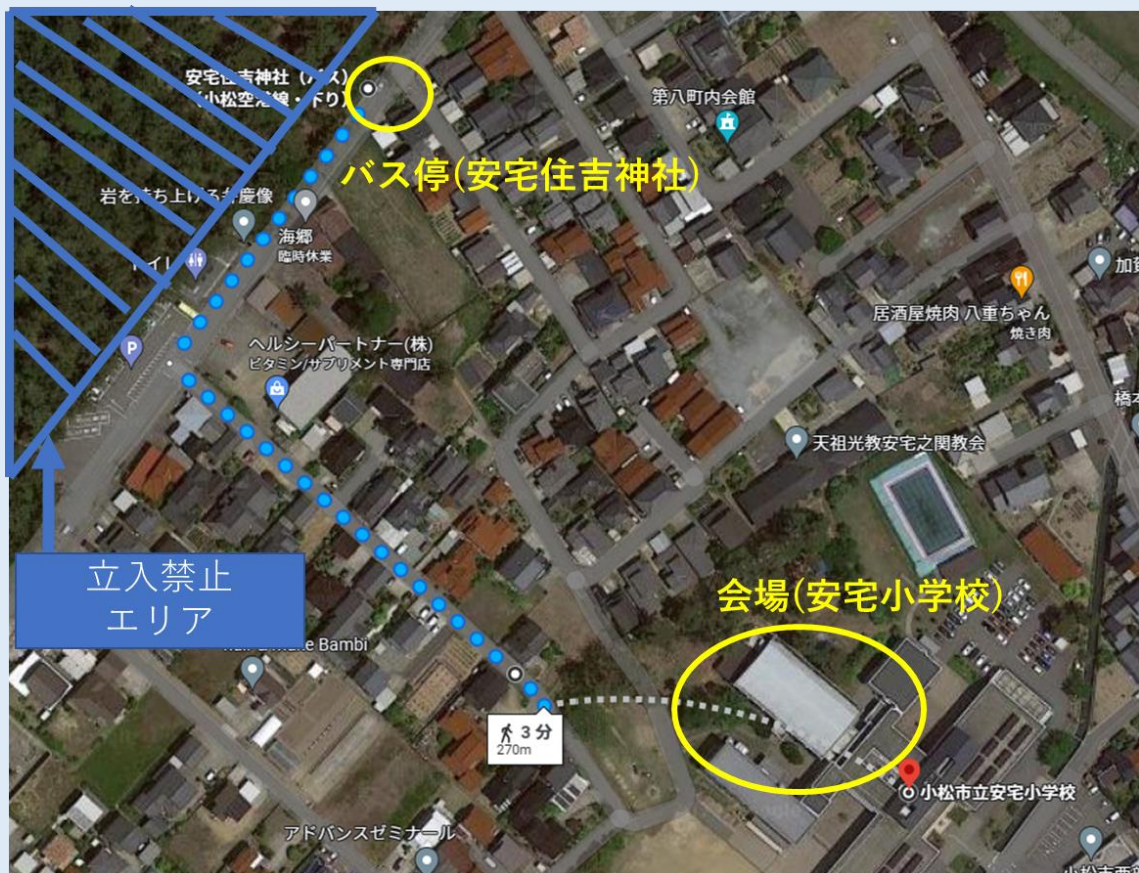 安宅住吉神社（バス）
（小松空港線・下り）
第八町内会館
バス停(安宅住吉神社)
岩を持ち上げる弁慶像
海郷
臨時休業
トイレ
加賀
居酒屋焼肉 八重ちゃん
焼き肉
P
ヘルシーパートナー(株)
ビタミン/サプリメント専門店
橋本
天祖光教安宅之関教会
立入禁止
エリア
会場(安宅小学校)
Bambi
3 分
270m
小松市立安宅小学校
アドバンスゼミナール